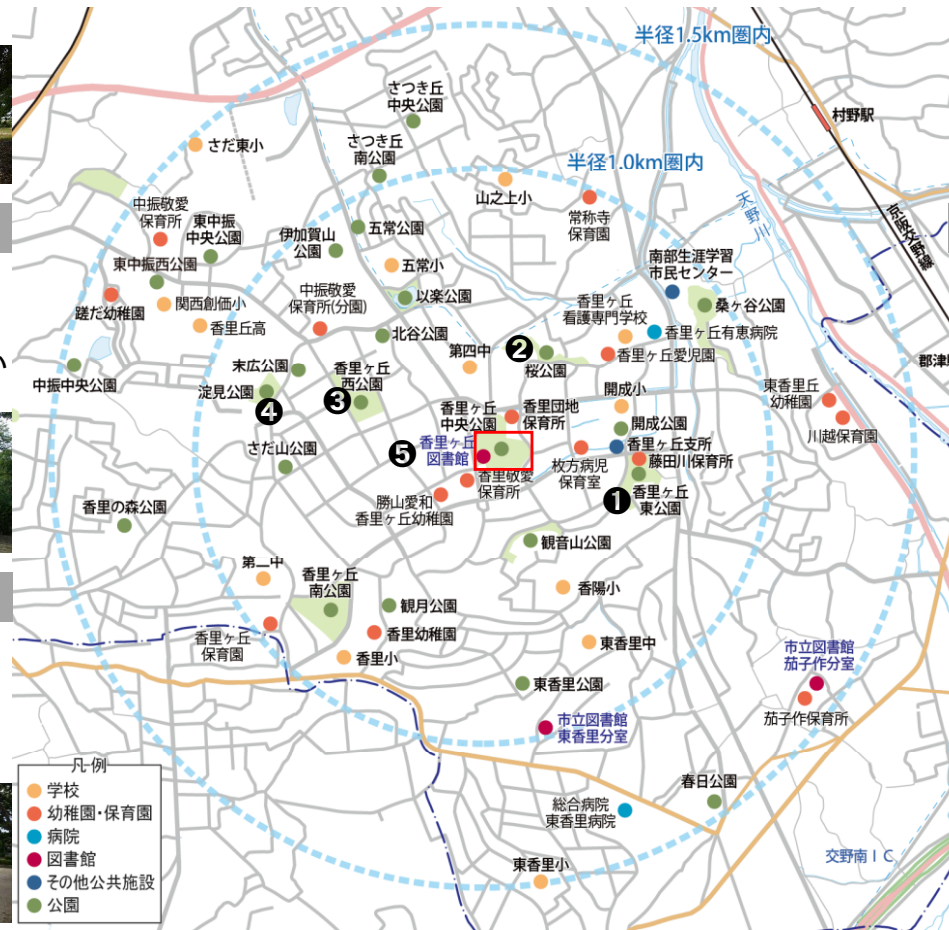 半径1.5km圏内
さつき丘
中央公園
村野駅
さだ東小
さつき丘
南公園
半径1.0km圏内
山之上小
天野川
中振敬愛
保育所
東中振
中央公園
常称寺
保育園
京阪交野線
伊加賀山
公園
五常公園
南部生涯学習
市民センター
東中振西公園
五常小
蹉だ幼稚園
関西創価小
中振敬愛
保育所(分園)
以楽公園
香里ヶ丘
看護専門学校
桑ヶ谷公園
香里丘高
北谷公園
香里ヶ丘有恵病院
第四中
❷
桜公園
香里ヶ丘愛児園
郡津
中振中央公園
末広公園
香里ヶ丘
西公園
❸
淀見公園
❹
開成小
東香里丘
幼稚園
香里ヶ丘
中央公園
香里団地
保育所
開成公園
川越保育園
さだ山公園
❺
香里ヶ丘
図書館
香里ヶ丘支所
枚方病児
保育室
藤田川保育所
香里敬愛
保育所
勝山愛和
香里ヶ丘幼稚園
❶
香里ヶ丘
東公園
香里の森公園
観音山公園
第二中
香里ヶ丘
南公園
香陽小
観月公園
香里ヶ丘
保育園
香里幼稚園
東香里中
香里小
市立図書館
茄子作分室
東香里公園
茄子作保育所
市立図書館
東香里分室
春日公園
総合病院
東香里病院
交野南IC
東香里小
凡例
学校
幼稚園・保育園
病院
図書館
その他公共施設
公園